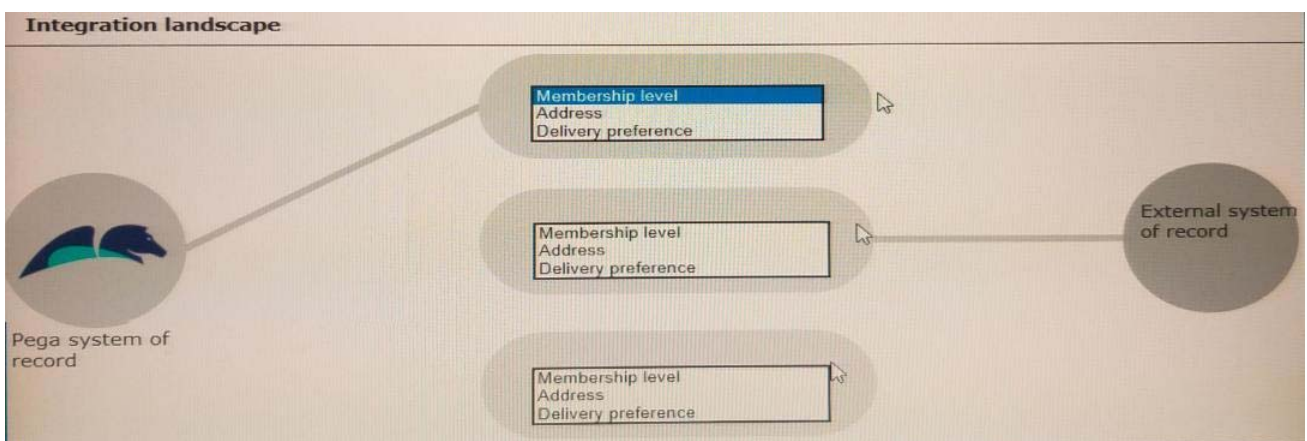 Integration landscape
Membership level
Address
Delivery preference
Membership level
Address
Delivery preference
External system
of record
Pega system of
record
Membership level
Address
Delivery preference